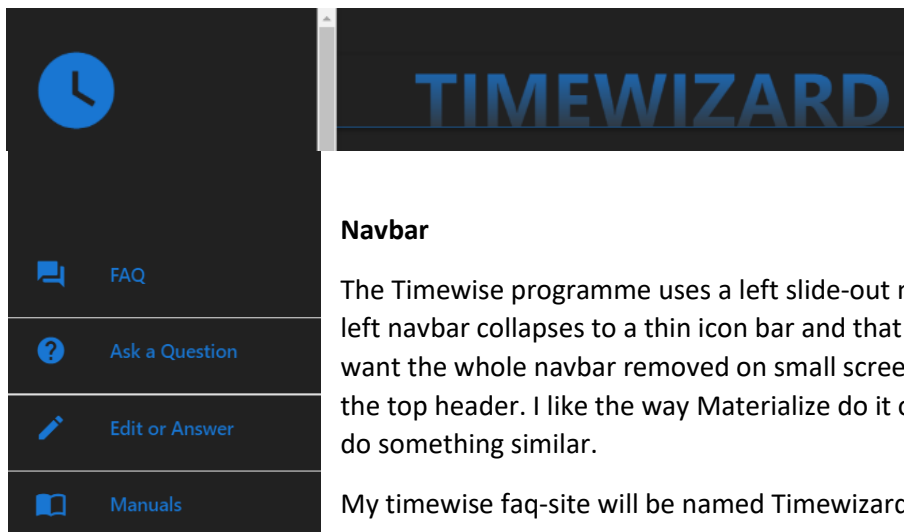 TIMEWIZARD
FAQ
Ask a Question
Edit or Answer
Manuals
Navbar
The Timewise programme uses a left slide-out
left navbar collapses to a thin icon bar and that
want the whole navbar removed on small
the top header. I like the way Materialize do it
do something similar.
My timewise faq-site will be named Timewizard